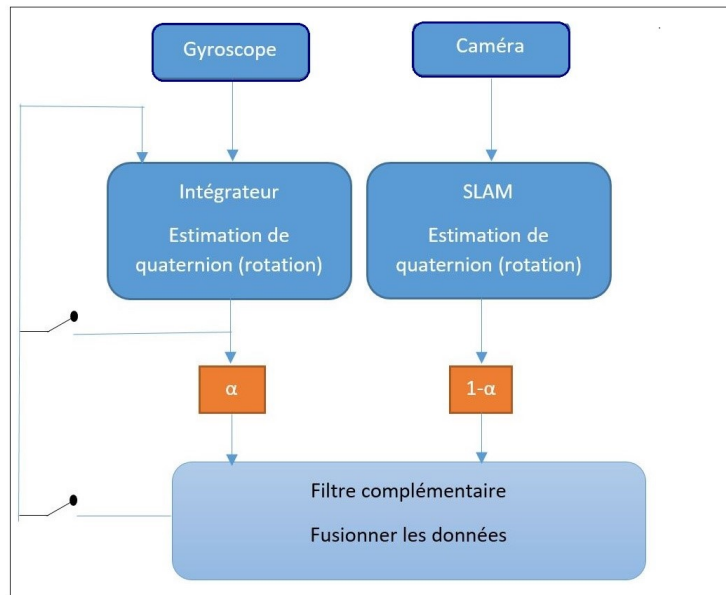 Gyroscope
Caméra
Intégrateur
Estimation de
quaternion (rotation)
SLAM
Estimation de
quaternion (rotation)
α
1-α
Filtre complémentaire
Fusionner les données